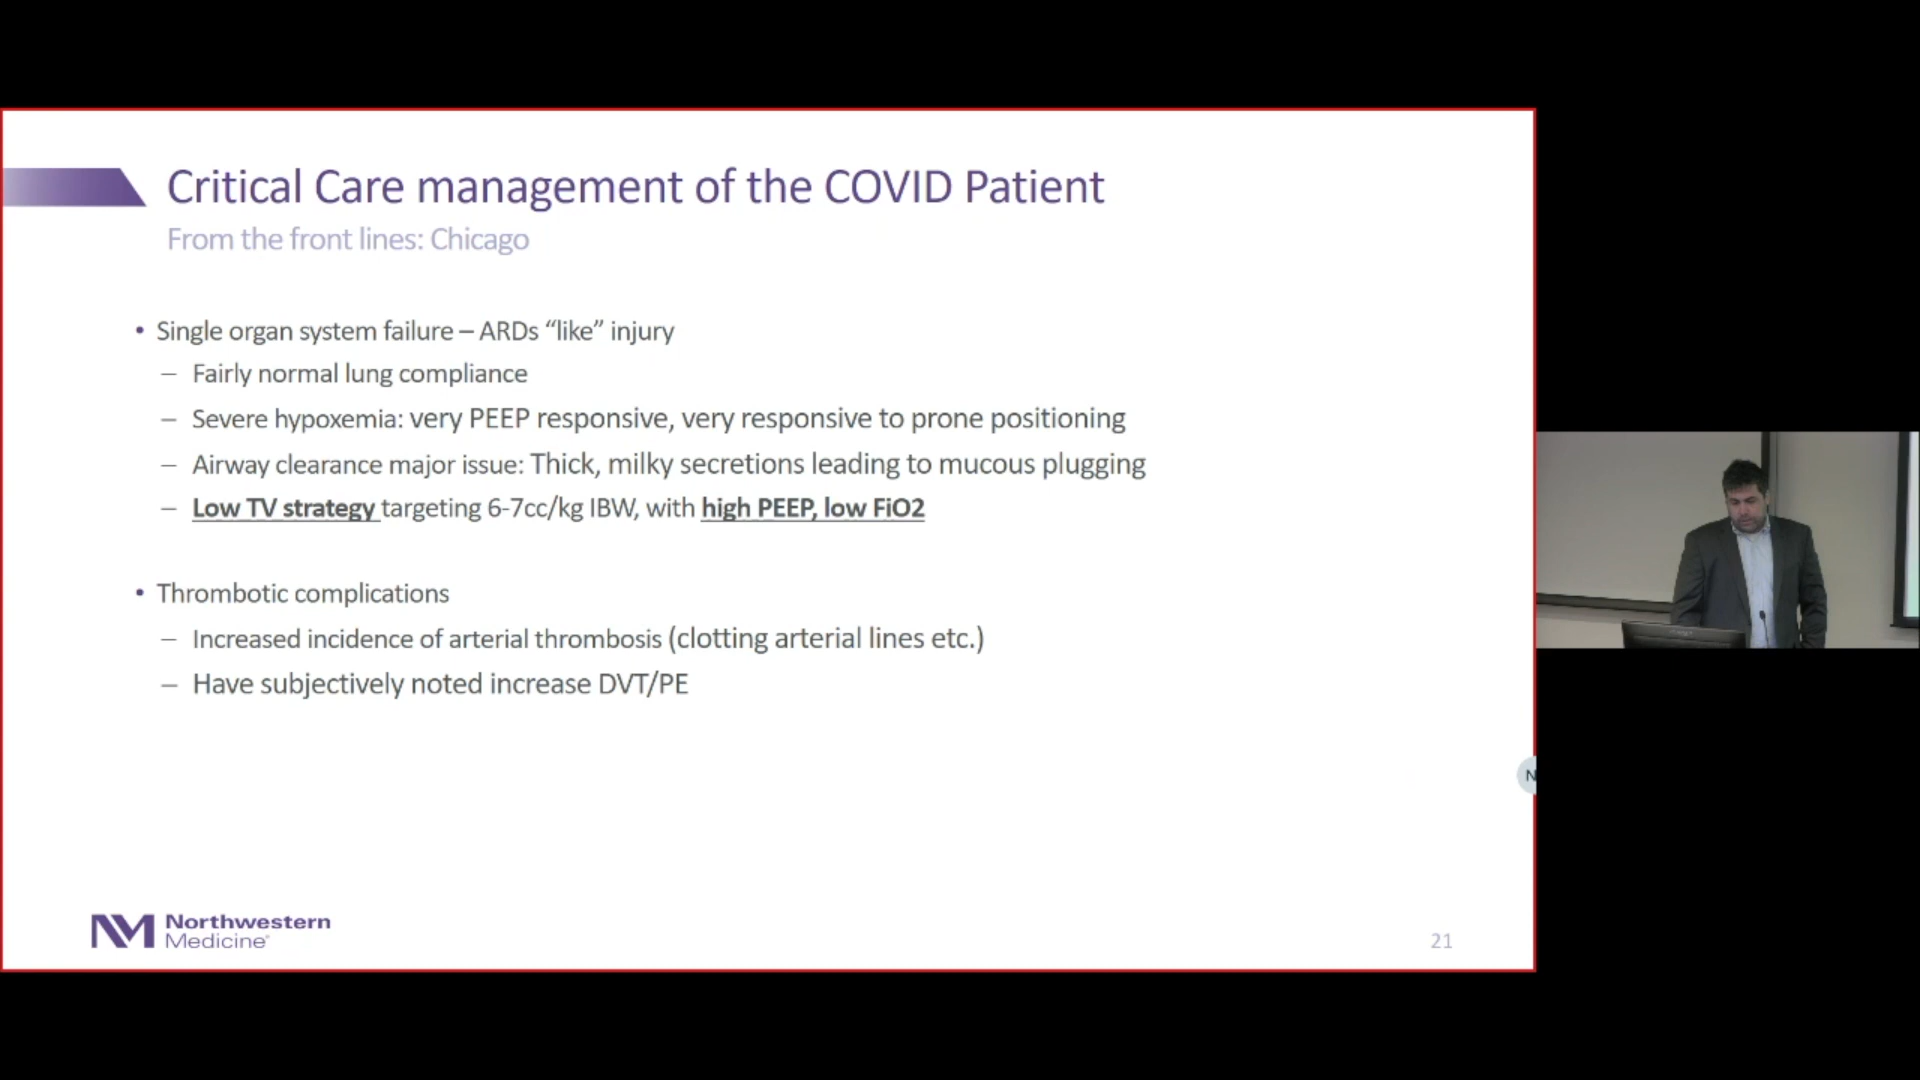 Critical Care management of the COVID Patient
From the front lines: Chicago
• Single organ system failure – ARDs “like” injury
– Fairly normal lung compliance
– Severe hypoxemia: very PEEP responsive, very responsive to prone positioning
– Airway clearance major issue: Thick, milky secretions leading to mucous plugging
– Low TV strategy targeting 6-7cc/kg IBW, with high PEEP, low FiO2
• Thrombotic complications
– Increased incidence of arterial thrombosis (clotting arterial lines etc.)
– Have subjectively noted increase DVT/PE
N
NM Northwestern
Medicine
21